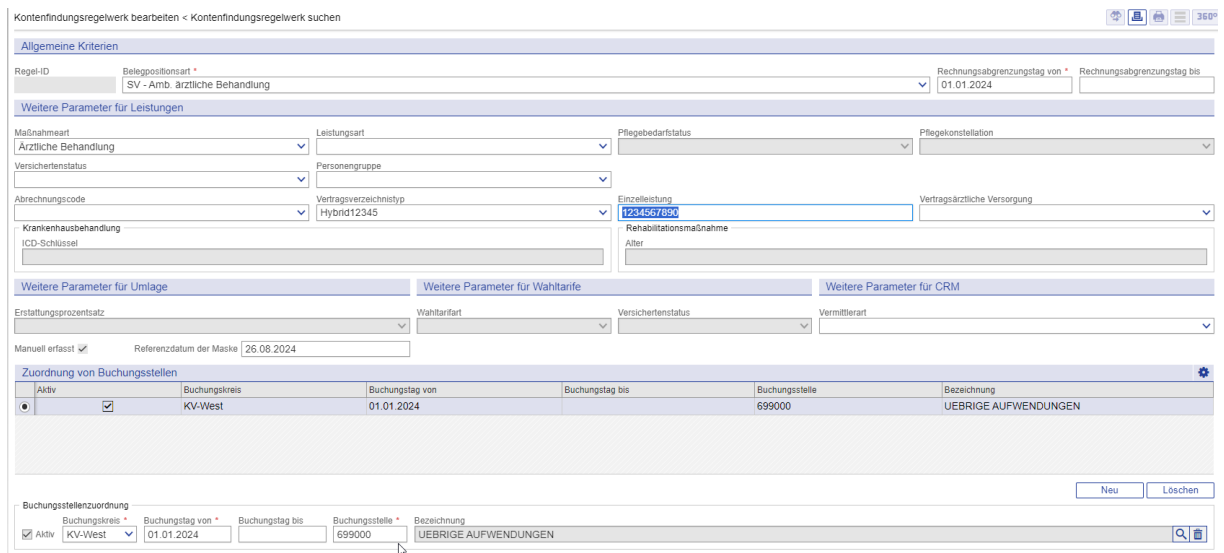 Kontenfindungsregelwerk bearbeiten < Kontenfindungsregelwerk suchen
360°
Allgemeine Kriterien
Regel-ID Belegpositionsart * Rechnungsabgrenzungstag von * Rechnungsabgrenzungstag bis
SV - Amb. ärztliche Behandlung 01.01.2024
Weitere Parameter für Leistungen
Maßnahmeart Leistungsart Pflegebedarfstatus Pflegekonstellation
Ärztliche Behandlung
Versichertenstatus Personengruppe
Abrechnungscode Vertragsverzeichnistyp Einzelleistung Vertragsärztliche Versorgung
Hybrid12345 1234567890
Krankenhausbehandlung Rehabilitationsmaßnahme
ICD-Schlüssel Alter
Weitere Parameter für Umlage Weitere Parameter für Wahltarife Weitere Parameter für CRM
Erstattungsprozentsatz Wahltarifart Versichertenstatus Vermittlerart
Manuell erfasst Referenzdatum der Maske 26.08.2024
Zuordnung von Buchungsstellen
Aktiv Buchungskreis Buchungstag von Buchungstag bis Buchungsstelle Bezeichnung
KV-West 01.01.2024 699000 UEBRIGE AUFWENDUNGEN
Neu Löschen
Buchungsstellenzuordnung
Buchungskreis * Buchungstag von * Buchungstag bis Buchungsstelle * Bezeichnung
Aktiv KV-West 01.01.2024 699000 UEBRIGE AUFWENDUNGEN